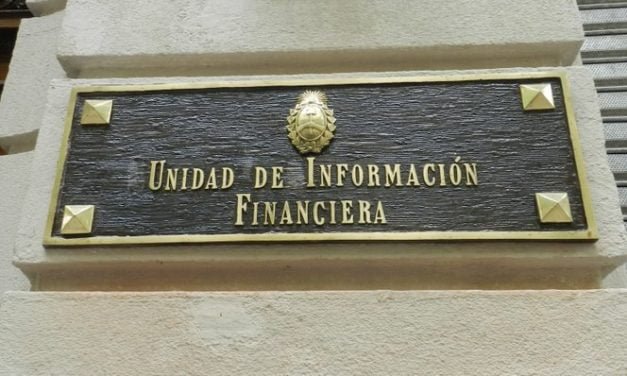 Unidad de Información
Financiera